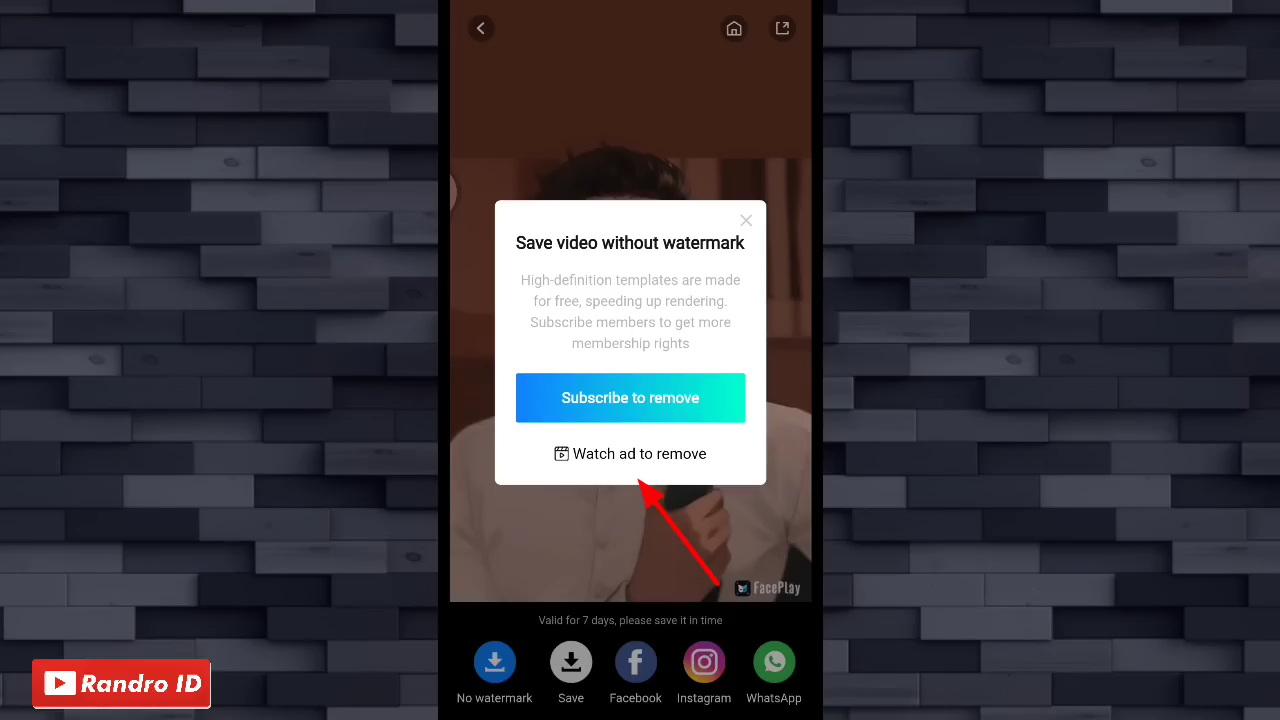 Save video without watermark
High-definition templates are made
for free, speeding up rendering.
Subscribe members to get more
membership rights
Subscribe to remove
Watch ad to remove
FacePlay
Valid for 7 days, please save it in time
No watermark
Save
Facebook
Instagram
WhatsApp
Randro ID